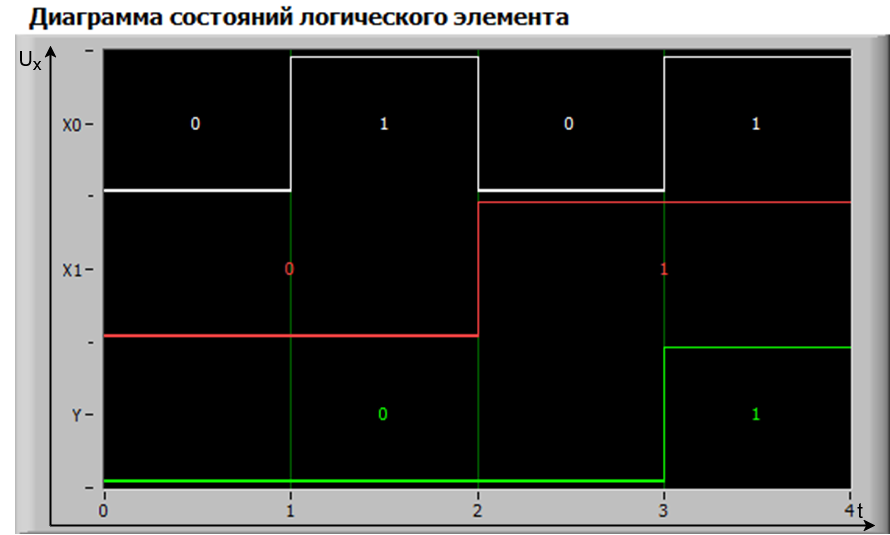 Диаграмма состояний логического элемента
Ux
X0
0 1 0 1
X1
0 1
Y
0 1
0 1 2 3 4 t